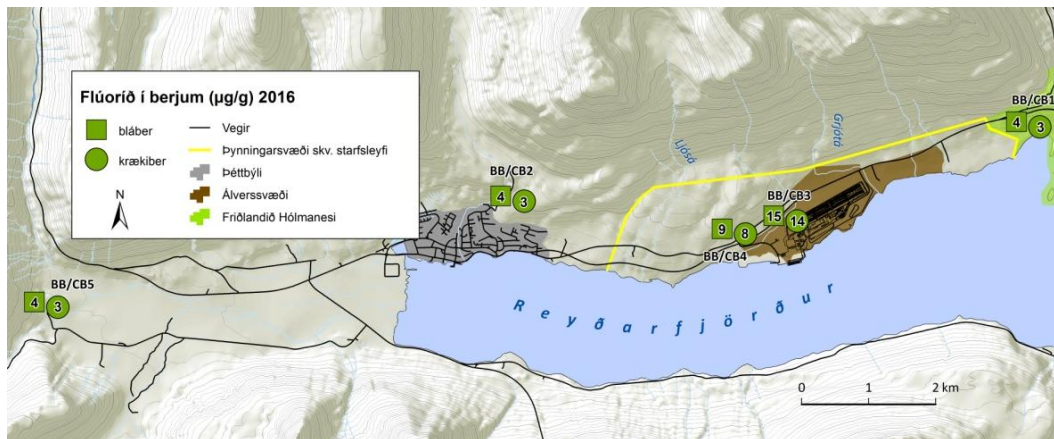 Flúoríð í berjum (µg/g) 2016
bláber
krækiber
N
Vegir
Þynningarsvæði skv. starfsleyfi
Þéttbýli
Álverssvæði
Friðlandið Hólmanesi
BB/CB1
4 3
Grjótá
Ljósá
BB/CB2
4 3
BB/CB3
15 14
9 8
BB/CB4
BB/CB5
4 3
Reyðarfjörður
0 1 2 km